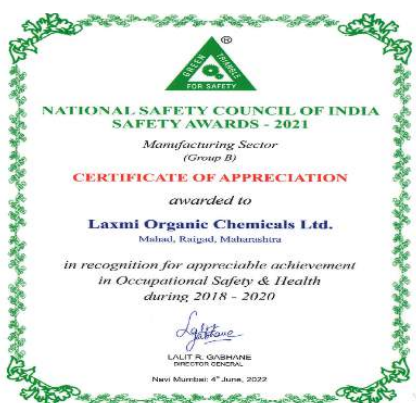 ®
GREEN TRIANGLE
FOR SAFETY
NATIONAL SAFETY COUNCIL OF INDIA
SAFETY AWARDS - 2021
Manufacturing Sector
(Group B)
CERTIFICATE OF APPRECIATION
awarded to
Laxmi Organic Chemicals Ltd.
Mahad, Raigad, Maharashtra
in recognition for appreciable achievement
in Occupational Safety & Health
during 2018 - 2020
Lalit
Gabhane
LALIT R. GABHANE
DIRECTOR GENERAL
Navi Mumbai: 4th June, 2022